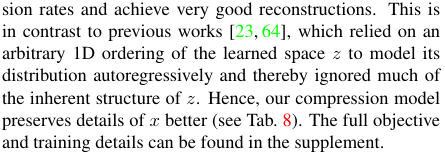 sion rates and achieve very good reconstructions. This is
in contrast to previous works [23, 64], which relied on an
arbitrary 1D ordering of the learned space z to model its
distribution autoregressively and thereby ignored much of
the inherent structure of z. Hence, our compression model
preserves details of x better (see Tab. 8). The full objective
and training details can be found in the supplement.